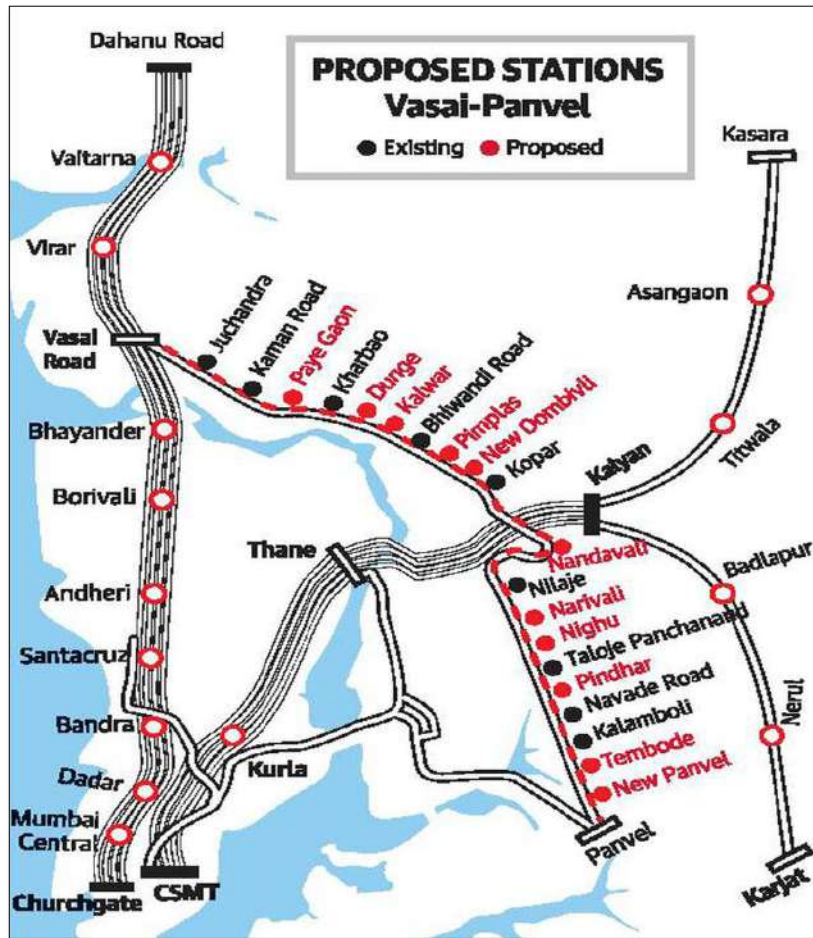 Dahanu Road
PROPOSED STATIONS
Vasai-Panvel
Existing
Proposed
Kasara
Vaitarna
Virar
Asangaon
Vasai
Road
Juchandra
Kaman Road
Paye Gaon
Kharbao
Dunge
Kalwar
Bhiwandi Road
Pimplas
New Dombivli
Kopar
Bhayander
Titwala
Kalyan
Borivali
Thane
Nandavali
Badlapur
Andheri
Nilaje
Narivali
Nighu
Santacruz
Taloje Panchanand
Pindhar
Navade Road
Nerul
Bandra
Kalamboli
Kurla
Tembode
Dadar
New Panvel
Mumbai
Central
Panvel
Karjat
CSMT
Churchgate